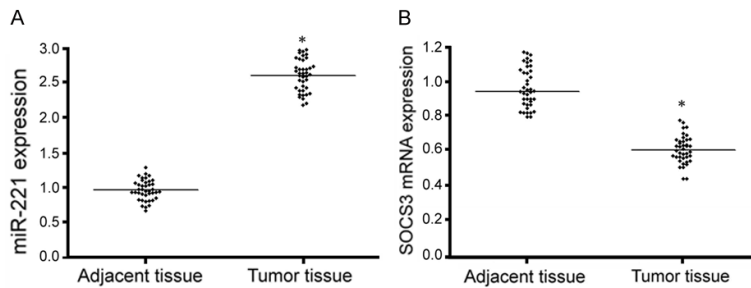 A
miR-221 expression
3.0
2.5
2.0
1.5
1.0
0.5
0.0
*
Adjacent tissue
Tumor tissue
B
SOCS3 mRNA expression
1.2
1.0
0.8
0.6
0.4
0.2
0.0
*
Adjacent tissue
Tumor tissue